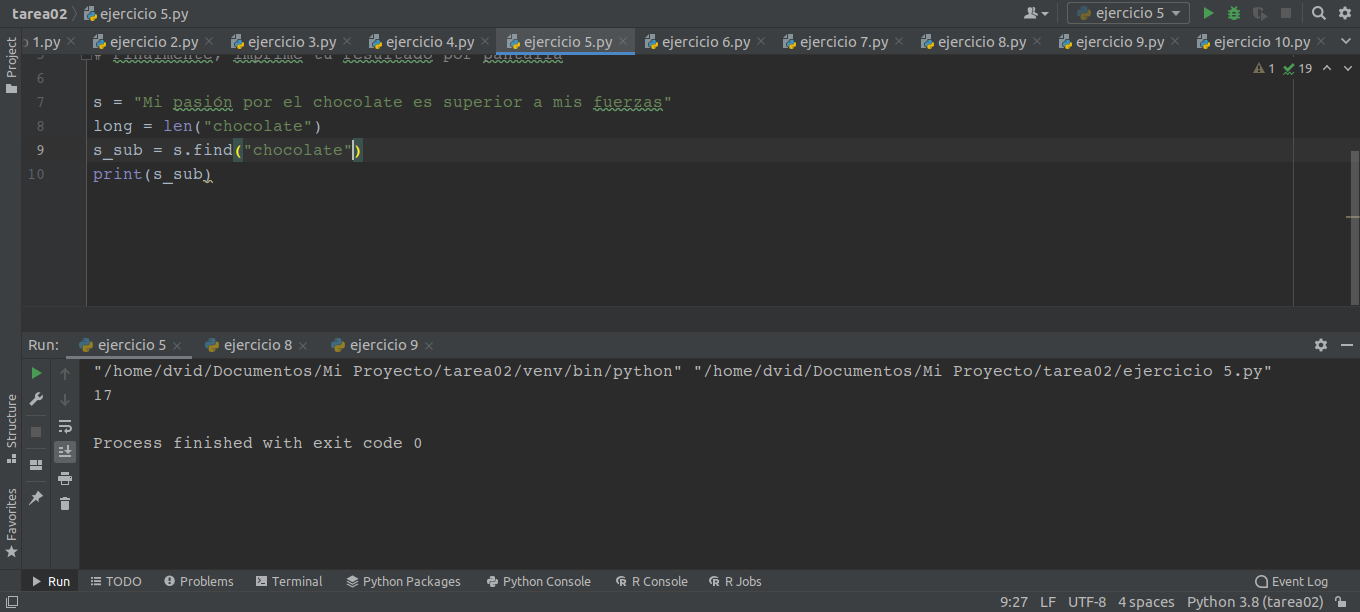 tarea02 ejercicio 5.py ejercicio 5
1.py ejercicio 2.py ejercicio 3.py ejercicio 4.py ejercicio 5.py ejercicio 6.py ejercicio 7.py ejercicio 8.py ejercicio 9.py ejercicio 10.py
Project
5 # Finalmente, imprime tu resultado por pantalla
1 19
6
7 s = "Mi pasión por el chocolate es superior a mis fuerzas"
8 long = len("chocolate")
9 s_sub = s.find("chocolate")
10 print(s_sub)
Run: ejercicio 5 ejercicio 8 ejercicio 9
"/home/dvid/Documentos/Mi Proyecto/tarea02/venv/bin/python" "/home/dvid/Documentos/Mi Proyecto/tarea02/ejercicio 5.py"
17
Process finished with exit code 0
Structure
Favorites
Run TODO Problems Terminal Python Packages Python Console R Console R Jobs Event Log
9:27 LF UTF-8 4 spaces Python 3.8 (tarea02)